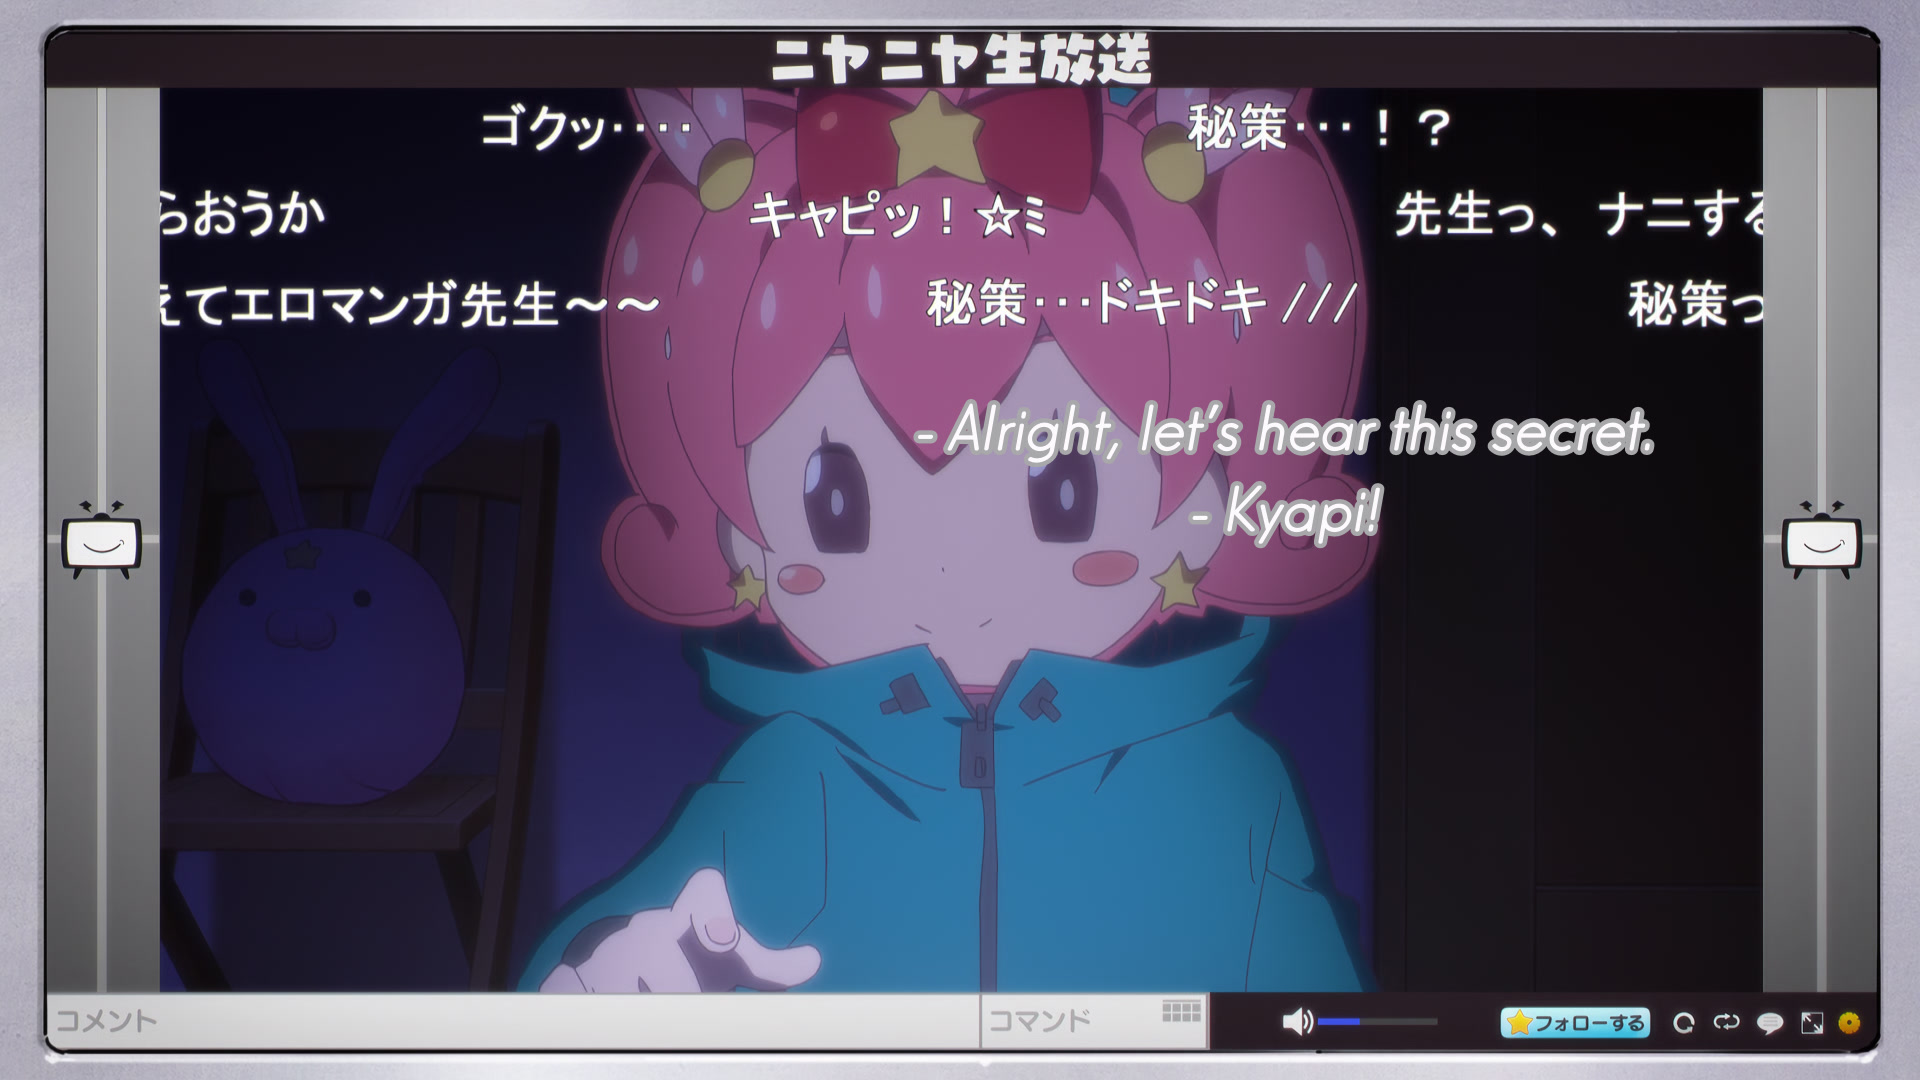 ニヤニヤ生放送
ゴクッ････ 秘策･･･！？
らおうか キャピッ！☆ミ 先生っ、ナニする
えてエロマンガ先生～～ 秘策･･･ドキドキ /// 秘策っ
- Alright, let's hear this secret.
- Kyapi!
コメント コマンド フォローする